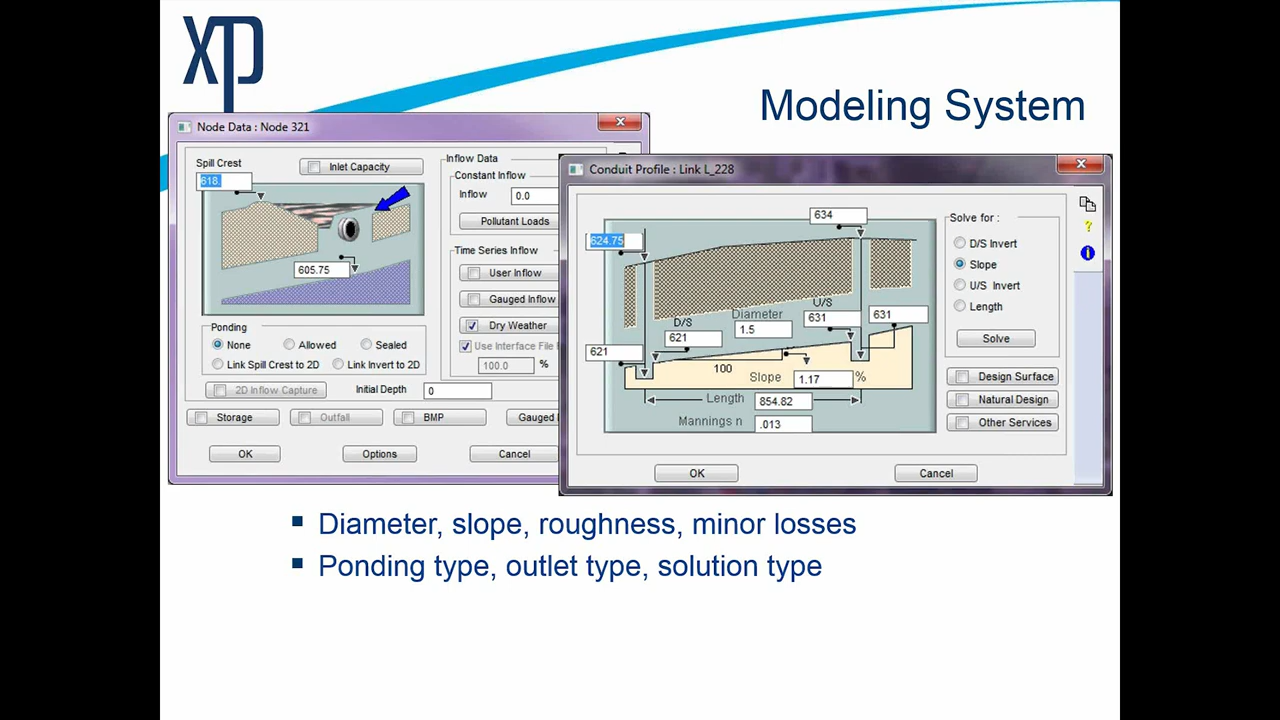 xp
Modeling System
Node Data : Node 321
Spill Crest
618.
Inlet Capacity
605.75
Ponding
None
Allowed
Sealed
Link Spill Crest to 2D
Link Invert to 2D
2D Inflow Capture
Initial Depth
0
Storage
Outfall
BMP
OK
Options
Cancel
Inflow Data
Constant Inflow
Inflow
0.0
Pollutant Loads
Time Series Inflow
User Inflow
Gauged Inflow
Dry Weather
Use Interface File
100.0 %
Conduit Profile : Link L_228
634
624.75
U/S
Diameter
1.5
631
631
D/S
621
621
100
Slope
1.17 %
Length
854.82
Mannings n
.013
Solve for :
D/S Invert
Slope
U/S Invert
Length
Solve
Design Surface
Natural Design
Other Services
OK
Cancel
Diameter, slope, roughness, minor losses
Ponding type, outlet type, solution type